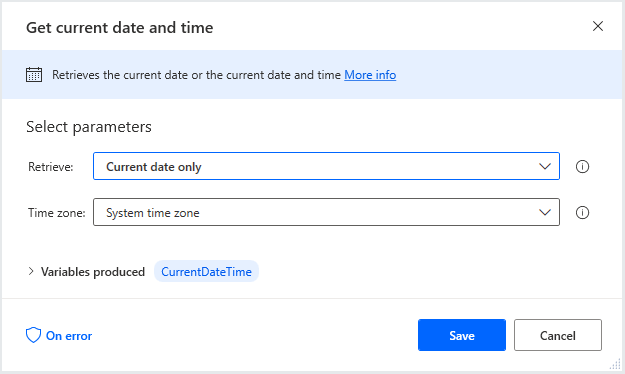 Get current date and time
Retrieves the current date or the current date and time More info
Select parameters
Retrieve: Current date only
Time zone: System time zone
Variables produced CurrentDateTime
On error Save Cancel